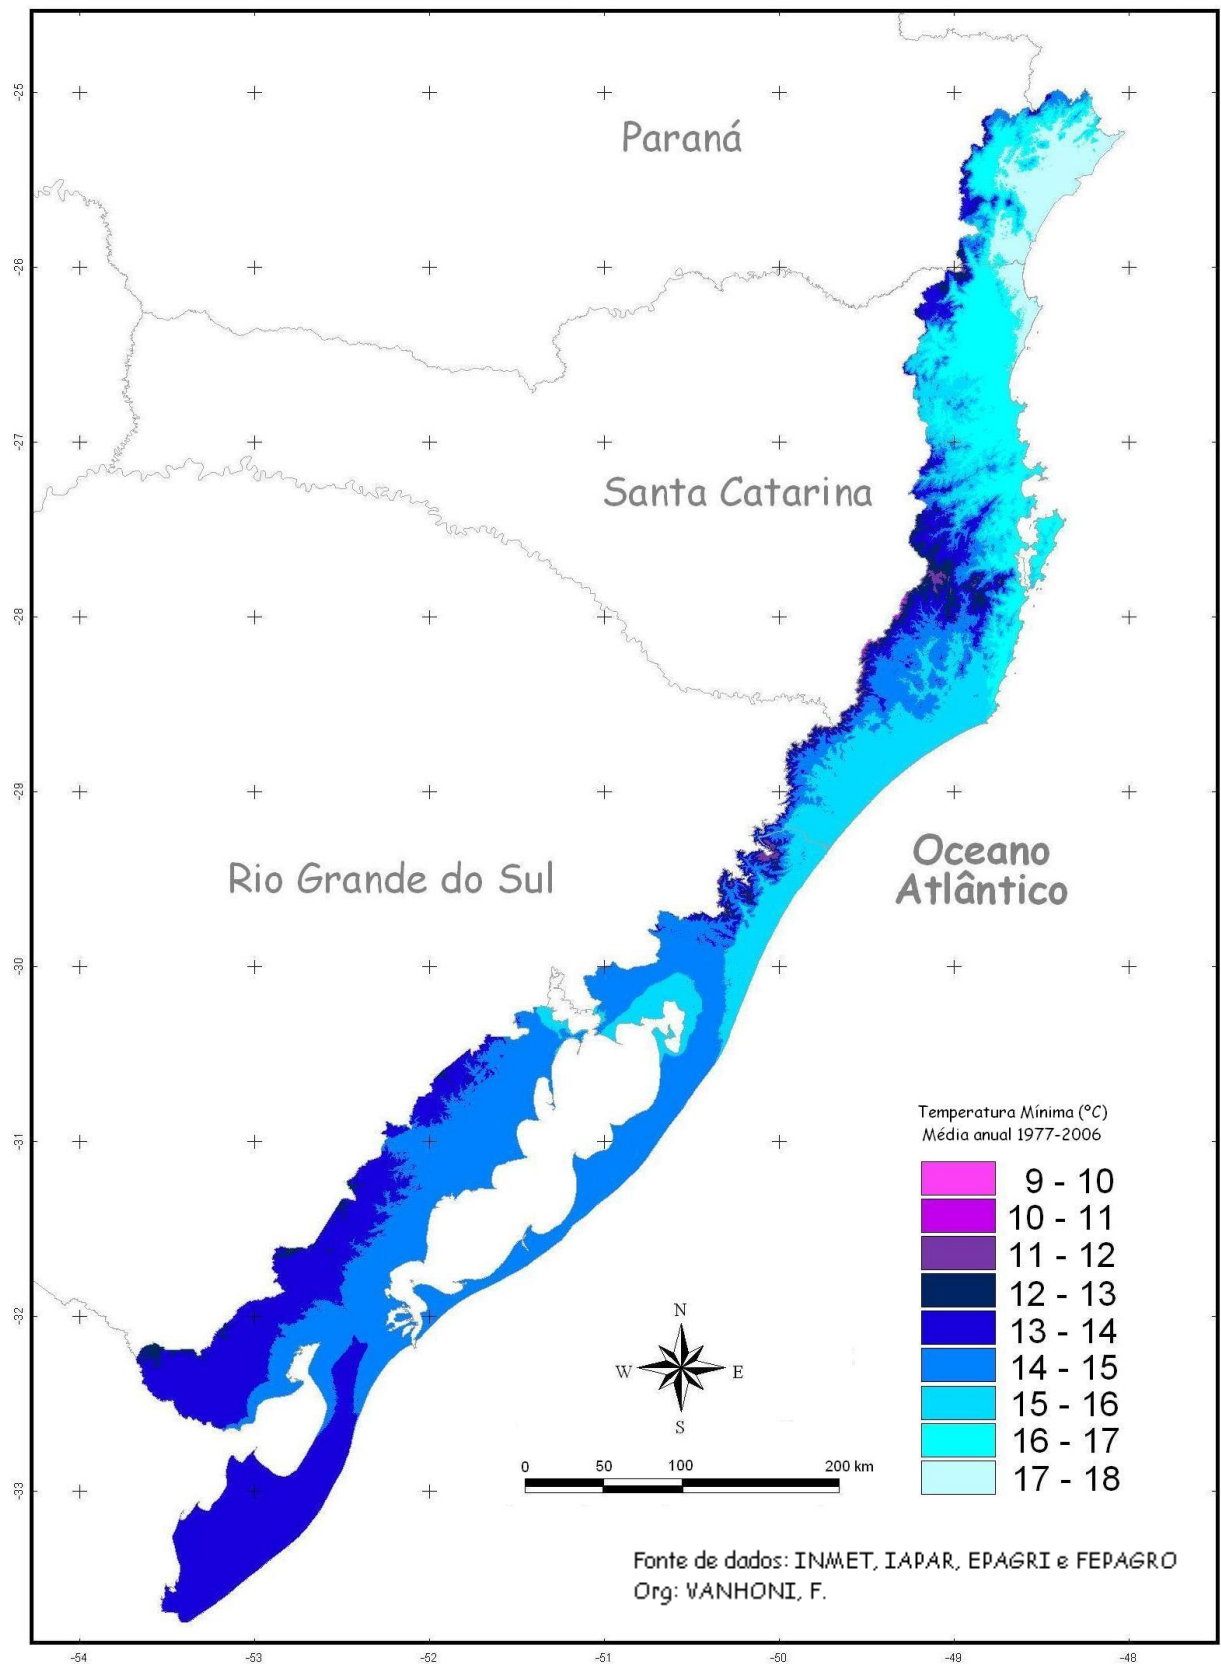 Paraná
Santa Catarina
Rio Grande do Sul
Oceano
Atlântico
Temperatura Mínima (ºC)
Média anual 1977-2006
9 - 10
10 - 11
11 - 12
12 - 13
13 - 14
14 - 15
15 - 16
16 - 17
17 - 18
N
W E
S
0 50 100 200 km
Fonte de dados: INMET, IAPAR, EPAGRI e FEPAGRO
Org: VANHONI, F.
-25
-26
-27
-28
-29
-30
-31
-32
-33
-54 -53 -52 -51 -50 -49 -48